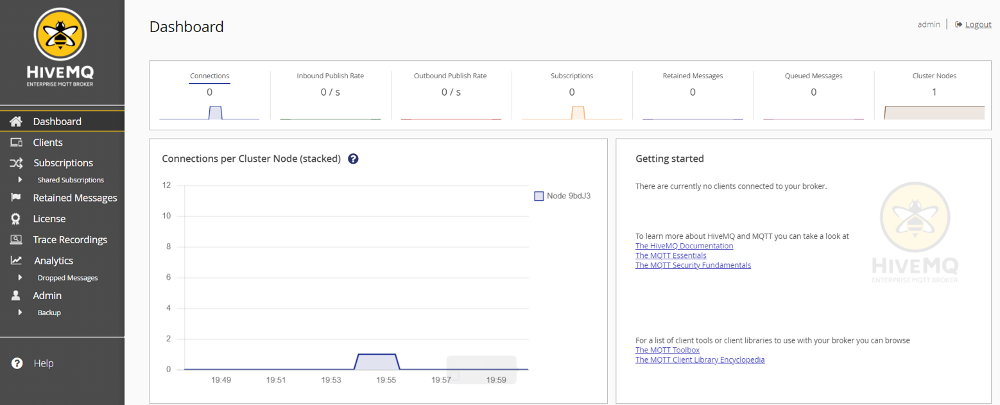 HIVEMQ
ENTERPRISE MQTT BROKER
Dashboard
Clients
Subscriptions
Shared Subscriptions
Retained Messages
License
Trace Recordings
Analytics
Dropped Messages
Admin
Backup
Help
Dashboard
admin Logout
Connections
0
Inbound Publish Rate
0 / s
Outbound Publish Rate
0 / s
Subscriptions
0
Retained Messages
0
Queued Messages
0
Cluster Nodes
1
Connections per Cluster Node (stacked) ?
12
10
8
6
4
2
0
19:49 19:51 19:53 19:55 19:57 19:59
Node 9bdJ3
Getting started
There are currently no clients connected to your broker.
To learn more about HiveMQ and MQTT you can take a look at
The HiveMQ Documentation
The MQTT Essentials
The MQTT Security Fundamentals
HIVEMQ
ENTERPRISE MQTT BROKER
For a list of client tools or client libraries to use with your broker you can browse
The MQTT Toolbox
The MQTT Client Library Encyclopedia